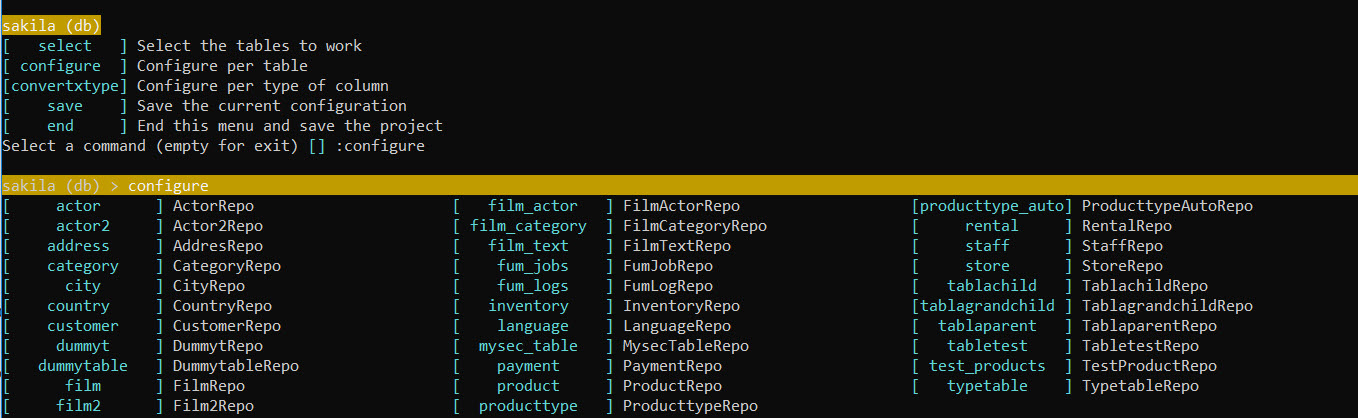 sakila (db)
[ select ] Select the tables to work
[ configure ] Configure per table
[convertxtype] Configure per type of column
[ save ] Save the current configuration
[ end ] End this menu and save the project
Select a command (empty for exit) [] :configure
sakila (db) > configure
[ actor ] ActorRepo [ film_actor ] FilmActorRepo [producttype_auto] ProducttypeAutoRepo
[ actor2 ] Actor2Repo [ film_category ] FilmCategoryRepo [ rental ] RentalRepo
[ address ] AddresRepo [ film_text ] FilmTextRepo [ staff ] StaffRepo
[ category ] CategoryRepo [ fum_jobs ] FumJobRepo [ store ] StoreRepo
[ city ] CityRepo [ fum_logs ] FumLogRepo [ tablachild ] TablachildRepo
[ country ] CountryRepo [ inventory ] InventoryRepo [tablagrandchild ] TablagrandchildRepo
[ customer ] CustomerRepo [ language ] LanguageRepo [ tablaparent ] TablaparentRepo
[ dummyt ] DummytRepo [ mysec_table ] MysecTableRepo [ tabletest ] TabletestRepo
[ dummytable ] DummytableRepo [ payment ] PaymentRepo [ test_products ] TestProductRepo
[ film ] FilmRepo [ product ] ProductRepo [ typetable ] TypetableRepo
[ film2 ] Film2Repo [ producttype ] ProducttypeRepo